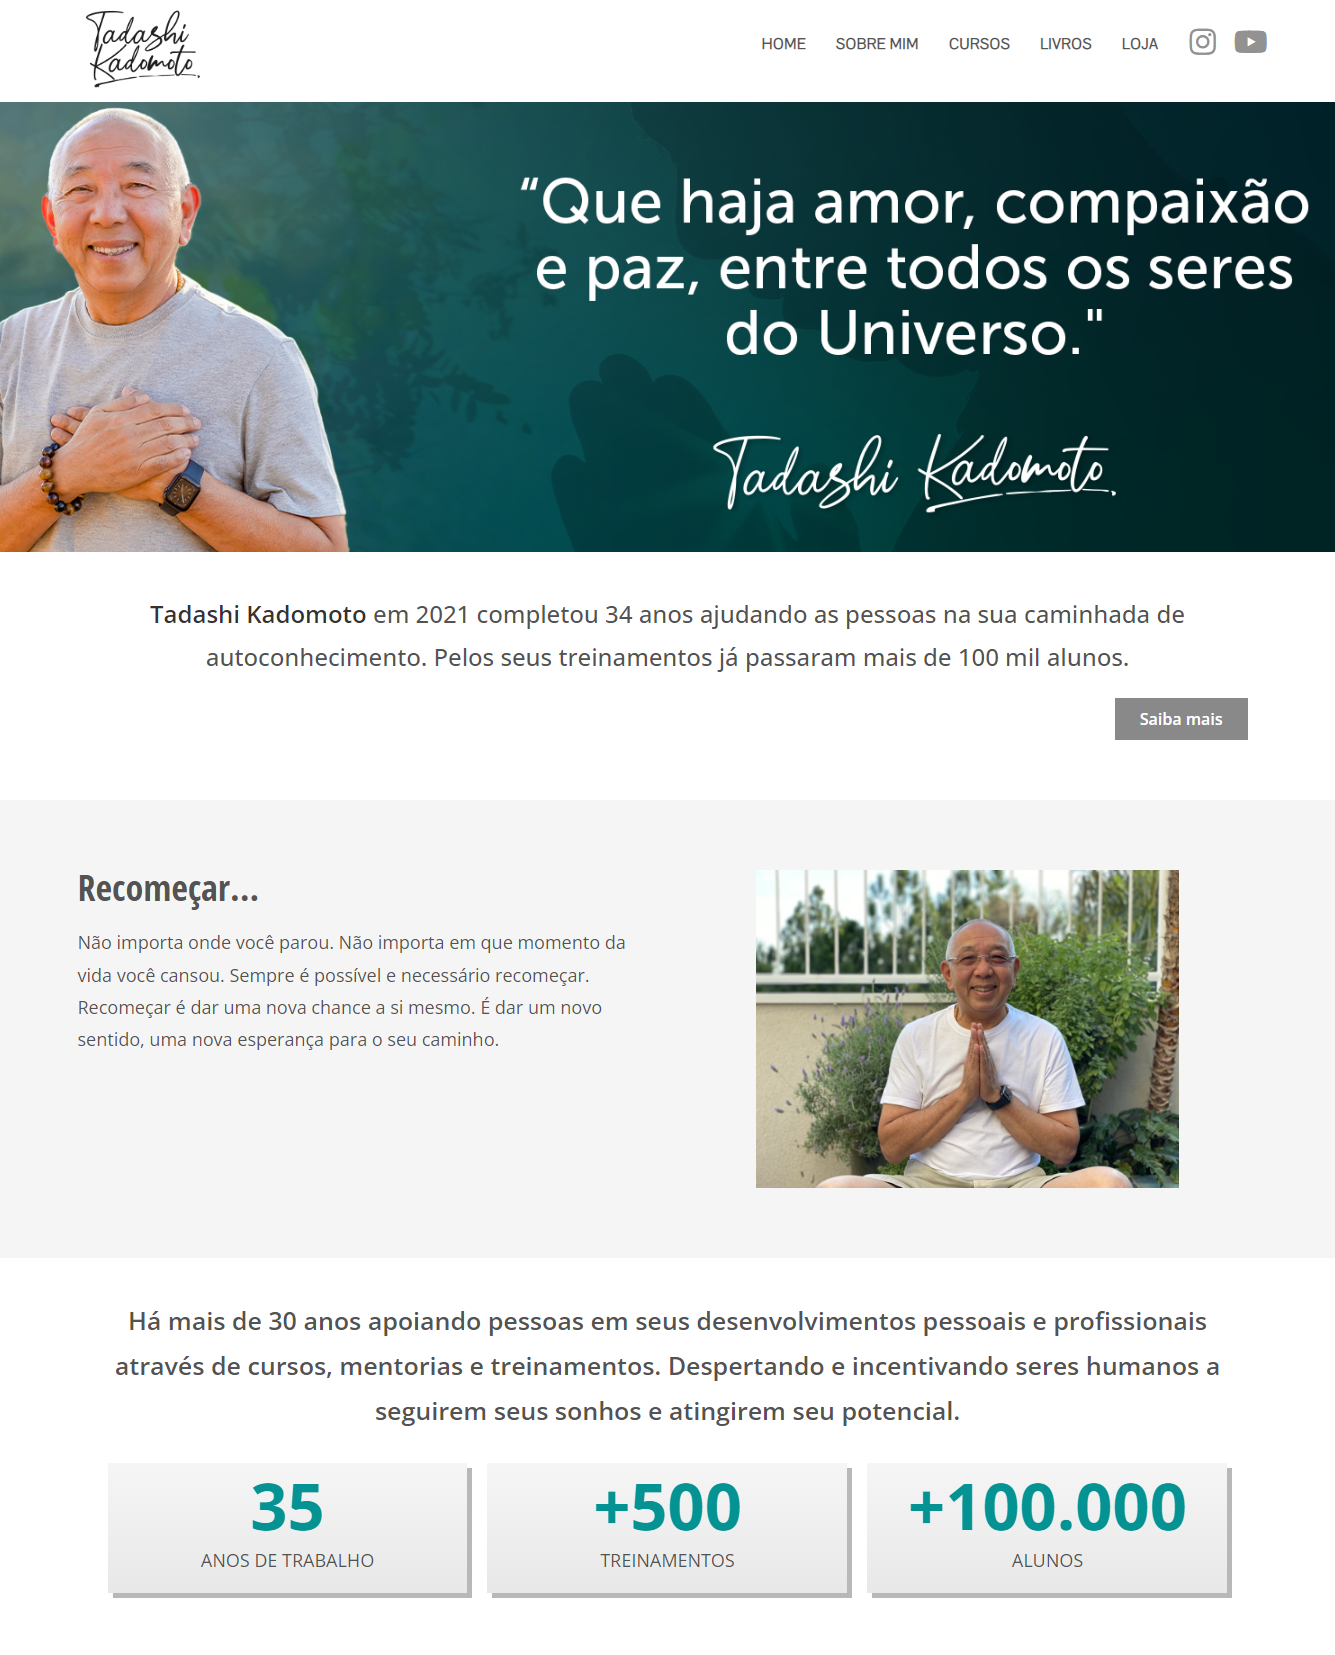 Tadashi
Kadomoto
HOME SOBRE MIM CURSOS LIVROS LOJA
“Que haja amor, compaixão
e paz, entre todos os seres
do Universo."
Tadashi Kadomoto
Tadashi Kadomoto em 2021 completou 34 anos ajudando as pessoas na sua caminhada de
autoconhecimento. Pelos seus treinamentos já passaram mais de 100 mil alunos.
Saiba mais
Recomeçar...
Não importa onde você parou. Não importa em que momento da
vida você cansou. Sempre é possível e necessário recomeçar.
Recomeçar é dar uma nova chance a si mesmo. É dar um novo
sentido, uma nova esperança para o seu caminho.
Há mais de 30 anos apoiando pessoas em seus desenvolvimentos pessoais e profissionais
através de cursos, mentorias e treinamentos. Despertando e incentivando seres humanos a
seguirem seus sonhos e atingirem seu potencial.
35 +500 +100.000
ANOS DE TRABALHO TREINAMENTOS ALUNOS